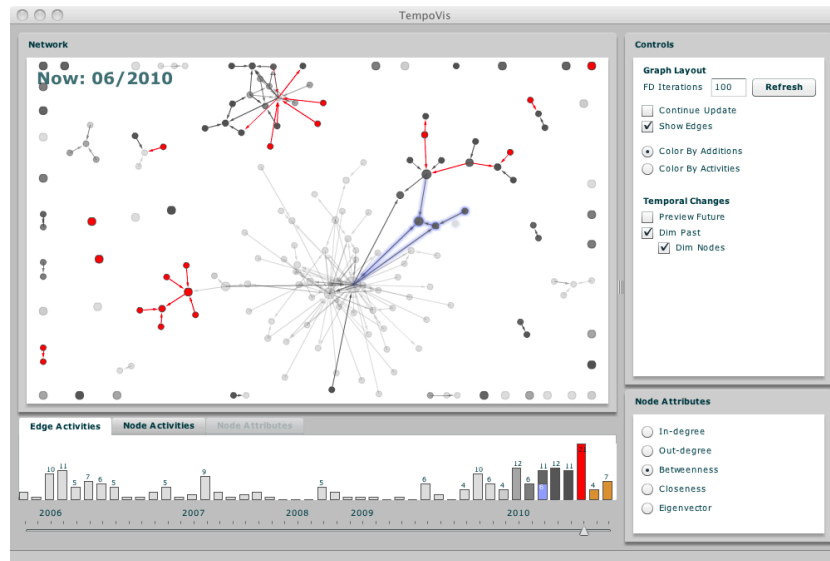 TempoVis
Network
Now: 06/2010
Controls
Graph Layout
FD Iterations 100 Refresh
Continue Update
Show Edges
Color By Additions
Color By Activities
Temporal Changes
Preview Future
Dim Past
Dim Nodes
Edge Activities Node Activities Node Attributes
10 11 5 7 6 5 5 9 5 6 4 10 6 4 12 6 11 12 11 4 7
2006 2007 2008 2009 2010
Node Attributes
In-degree
Out-degree
Betweenness
Closeness
Eigenvector